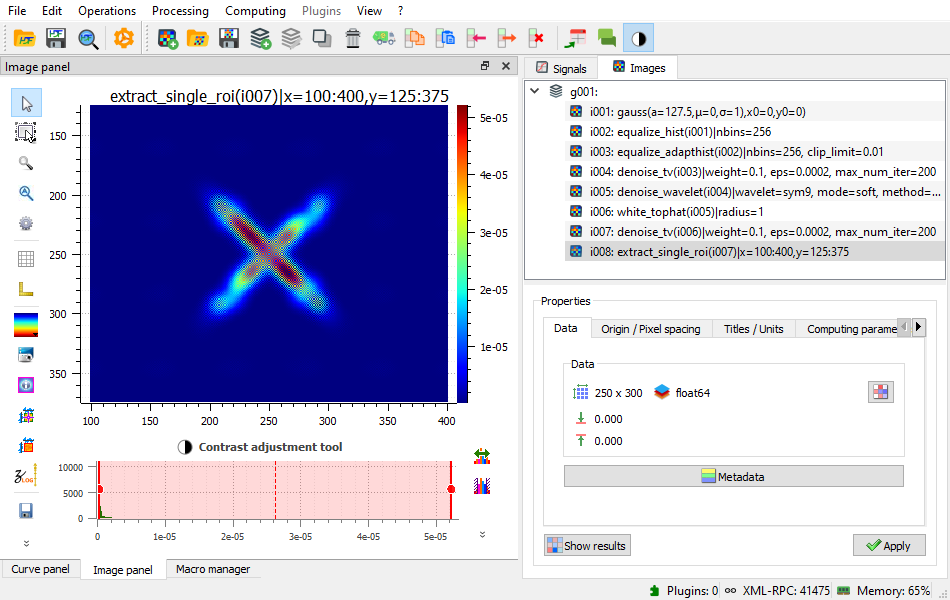 File Edit Operations Processing Computing Plugins View ?
Image panel
extract_single_roi(i007)|x=100:400,y=125:375
150
200
250
300
350
100 150 200 250 300 350 400
5e-05
4e-05
3e-05
2e-05
1e-05
Contrast adjustment tool
10000
5000
0
0 1e-05 2e-05 3e-05 4e-05 5e-05
Curve panel Image panel Macro manager
Signals Images
g001:
i001: gauss(a=127.5,μ=0,σ=1),x0=0,y0=0)
i002: equalize_hist(i001)|nbins=256
i003: equalize_adapthist(i002)|nbins=256, clip_limit=0.01
i004: denoise_tv(i003)|weight=0.1, eps=0.0002, max_num_iter=200
i005: denoise_wavelet(i004)|wavelet=sym9, mode=soft, method=...
i006: white_tophat(i005)|radius=1
i007: denoise_tv(i006)|weight=0.1, eps=0.0002, max_num_iter=200
i008: extract_single_roi(i007)|x=100:400,y=125:375
Properties
Data Origin / Pixel spacing Titles / Units Computing parame
Data
250 x 300 float64
0.000
0.000
Metadata
Show results Apply
Plugins: 0 XML-RPC: 41475 Memory: 65%